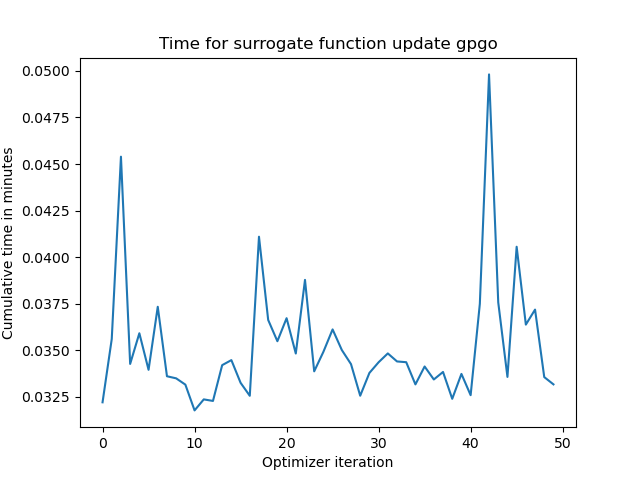 Time for surrogate function update gpgo
0.0500
0.0475
0.0450
0.0425
0.0400
0.0375
0.0350
0.0325
Cumulative time in minutes
0 10 20 30 40 50
Optimizer iteration